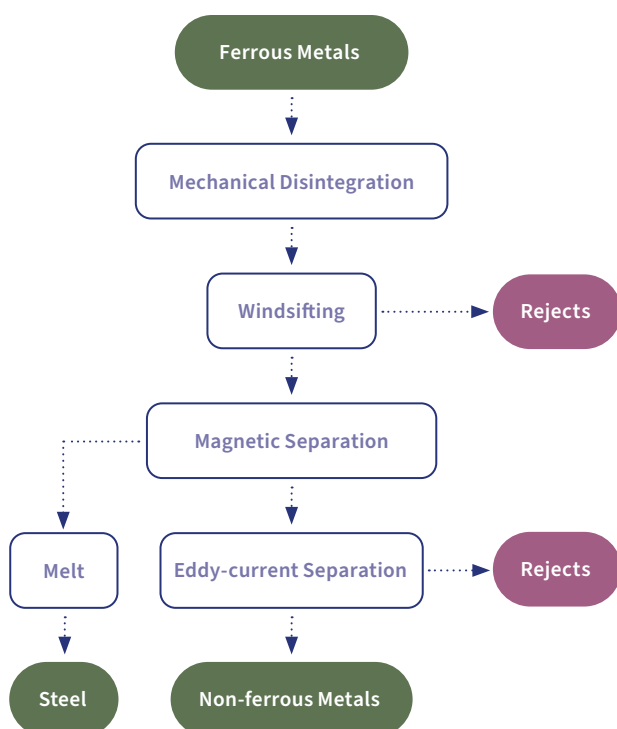 Ferrous Metals
Mechanical Disintegration
Windsifting
Rejects
Magnetic Separation
Melt
Eddy-current Separation
Rejects
Steel
Non-ferrous Metals